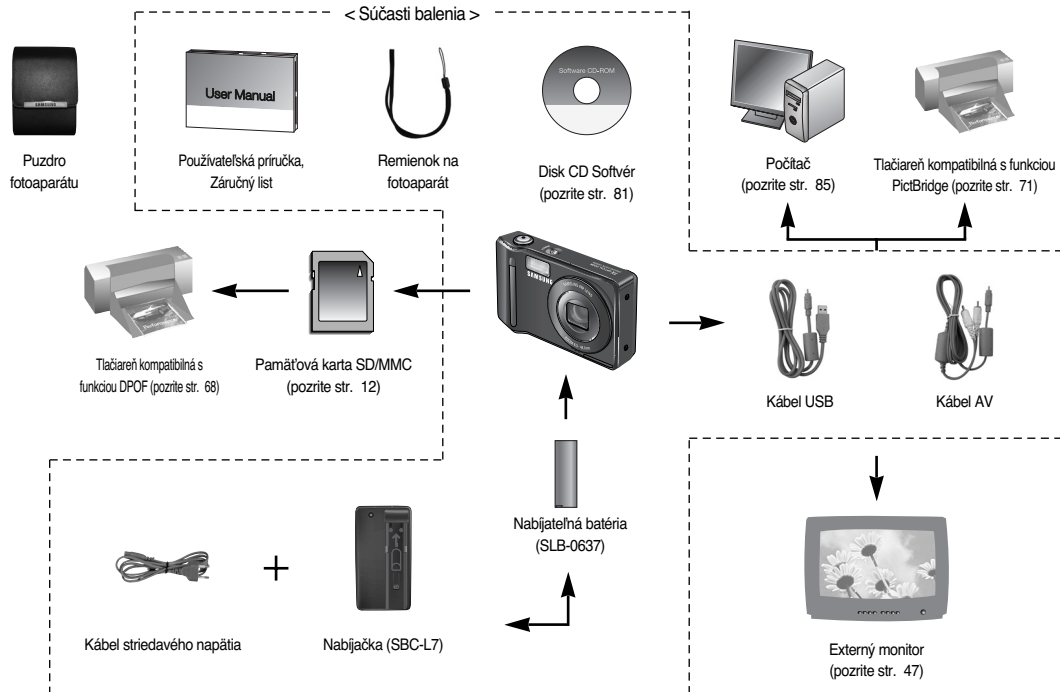 < Súčasti balenia >
SAMSUNG
User Manual
Software CD-ROM
Puzdro
fotoaparátu
Používateľská príručka,
Záručný list
Remienok na
fotoaparát
Disk CD Softvér
(pozrite str. 81)
Počítač
(pozrite str. 85)
Tlačiareň kompatibilná s funkciou
PictBridge (pozrite str. 71)
SAMSUNG
Tlačiareň kompatibilná s
funkciou DPOF (pozrite str. 68)
Pamäťová karta SD/MMC
(pozrite str. 12)
Kábel USB
Kábel AV
Nabíjateľná batéria
(SLB-0637)
+
Kábel striedavého napätia
Nabíjačka (SBC-L7)
Externý monitor
(pozrite str. 47)